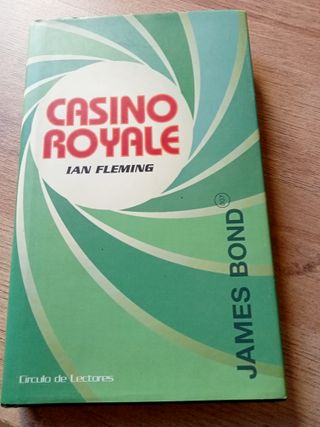 CASINO
ROYALE
IAN FLEMING
JAMES BOND 007
Círculo de Lectores